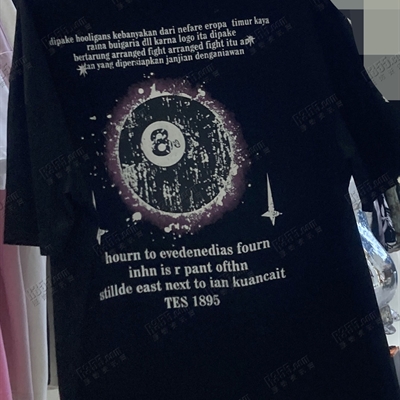 dipake hooligans kebanyakan dari nefare eropa timur kaya
raina buigaria dll karna logo ita dipake
bertarung arranged fight arranged fight itu apa
an yang dipersiapkan janjian denganiawan
8
hourn to evedenedias fourn
inhn is r pant ofthn
stillde east next to ian kuancait
TES 1895